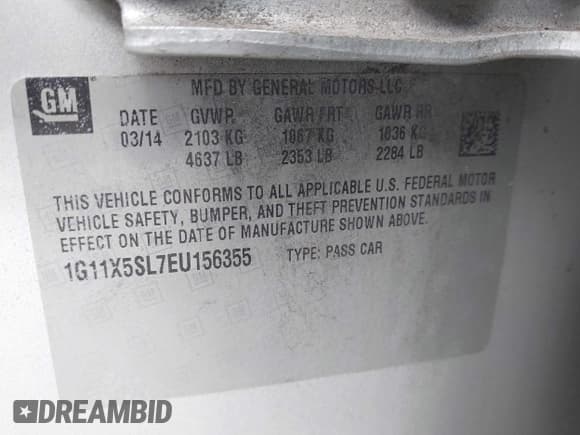 GM
MFD BY GENERAL MOTORS LLC
DATE GVWR GAWR FRT GAWR RR
03/14 2103 KG 1067 KG 1036 KG
4637 LB 2353 LB 2284 LB
THIS VEHICLE CONFORMS TO ALL APPLICABLE U.S. FEDERAL MOTOR
VEHICLE SAFETY, BUMPER, AND THEFT PREVENTION STANDARDS IN
EFFECT ON THE DATE OF MANUFACTURE SHOWN ABOVE.
1G11X5SL7EU156355 TYPE: PASS CAR
DREAMBID